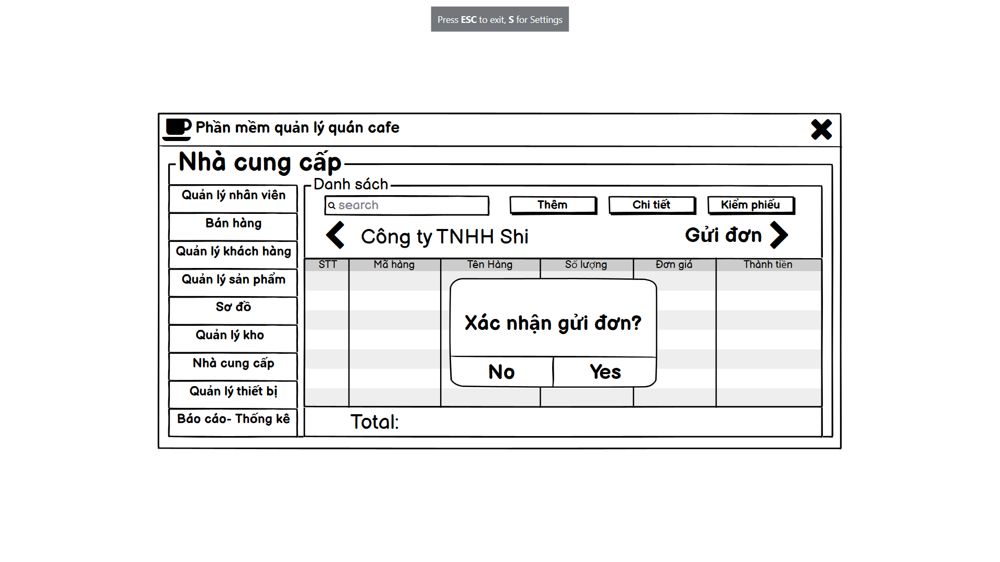 Press ESC to exit, S for Settings
Phần mềm quản lý quán cafe
Nhà cung cấp
Quản lý nhân viên
Bán hàng
Quản lý khách hàng
Quản lý sản phẩm
Sơ đồ
Quản lý kho
Nhà cung cấp
Quản lý thiết bị
Báo cáo- Thống kê
Danh sách
search
Thêm
Chi tiết
Kiểm phiếu
Công ty TNHH Shi
Gửi đơn
STT Mã hàng Tên Hàng Số lượng Đơn giá Thành tiền
Xác nhận gửi đơn?
No Yes
Total: